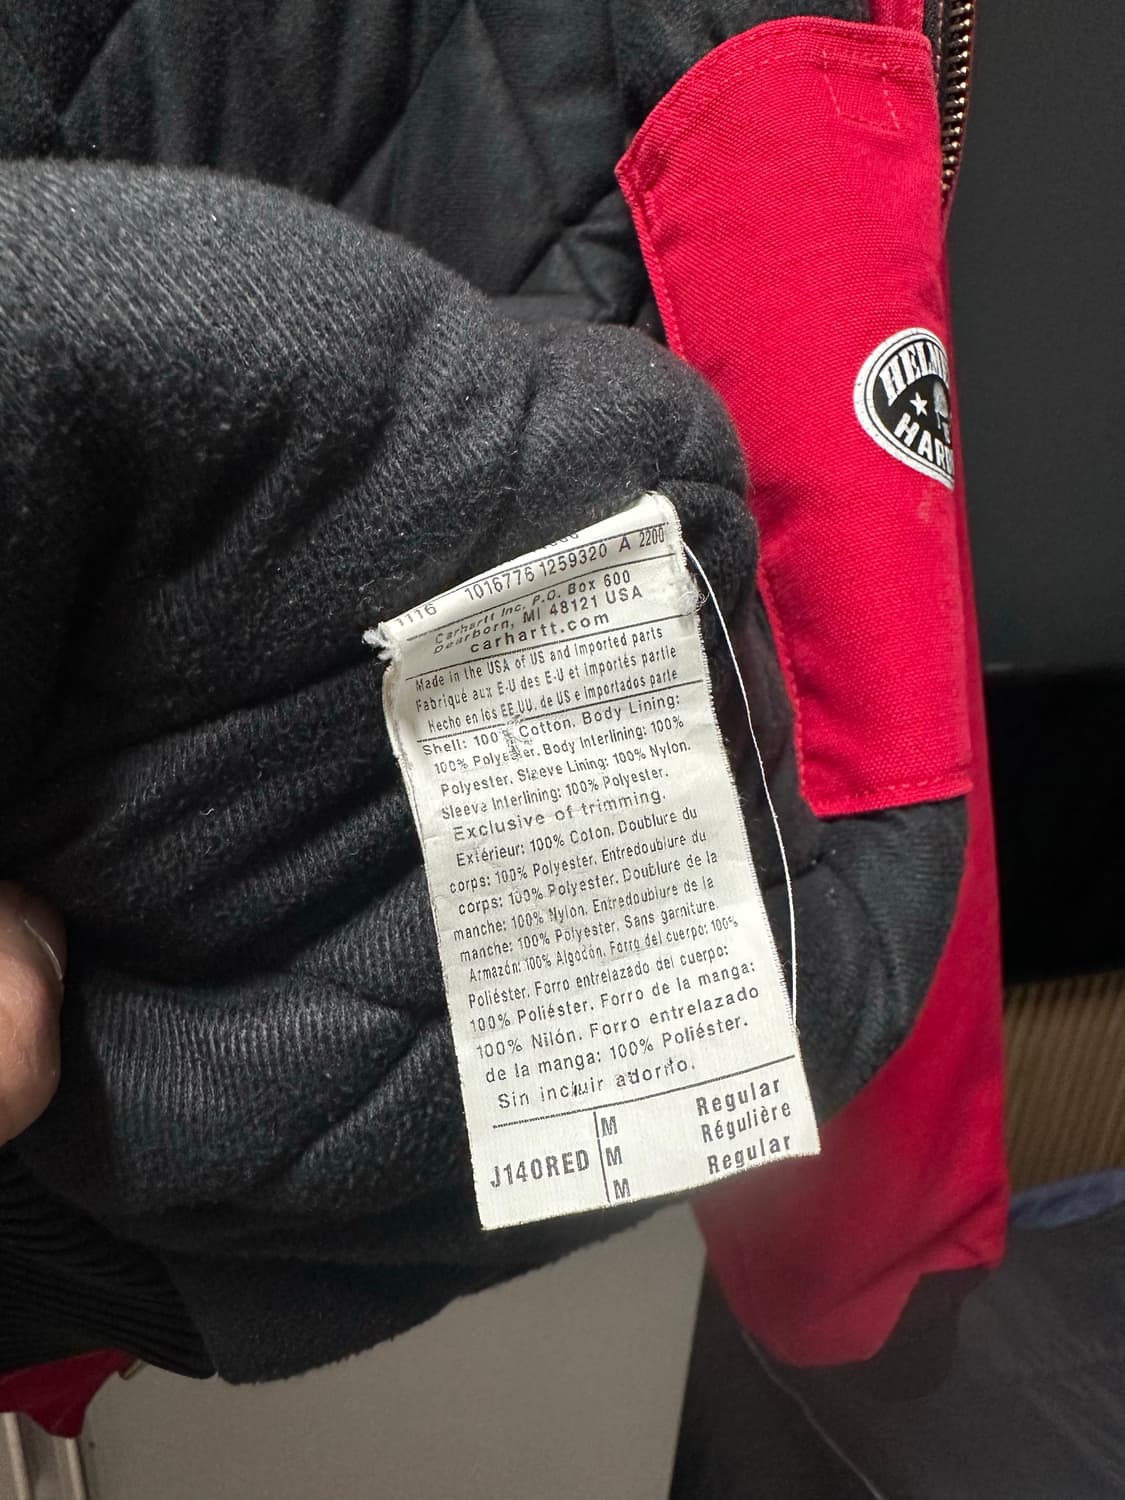 HELM
HAR
1116 1016776 1259320 A 2200
Carhartt Inc, P.O. Box 600
Dearborn, MI 48121 USA
carhartt.com
Made in the USA of US and Imported parts
Fabriqué aux E-U des E-U et Importés partie
Hecho en los EE.UU. de US e Importados parte
Shell: 100% Cotton. Body Lining:
100% Polyester. Body Interlining: 100%
Polyester. Sleeve Lining: 100% Nylon.
Sleeve Interlining: 100% Polyester.
Exclusive of trimming.
Extérieur: 100% Coton. Doublure du
corps: 100% Polyester. Entredoublure du
corps: 100% Polyester. Doublure de la
manche: 100% Nylon. Entredoublure de la
manche: 100% Polyester. Sans garniture.
Armazón: 100% Algodón. Forro del cuerpo: 100%
Poliéster. Forro entrelazado del cuerpo:
100% Poliéster. Forro de la manga:
100% Nilón. Forro entrelazado
de la manga: 100% Poliéster.
Sin incluir adorno.
J140RED M Regular
M Régulière
M Regular